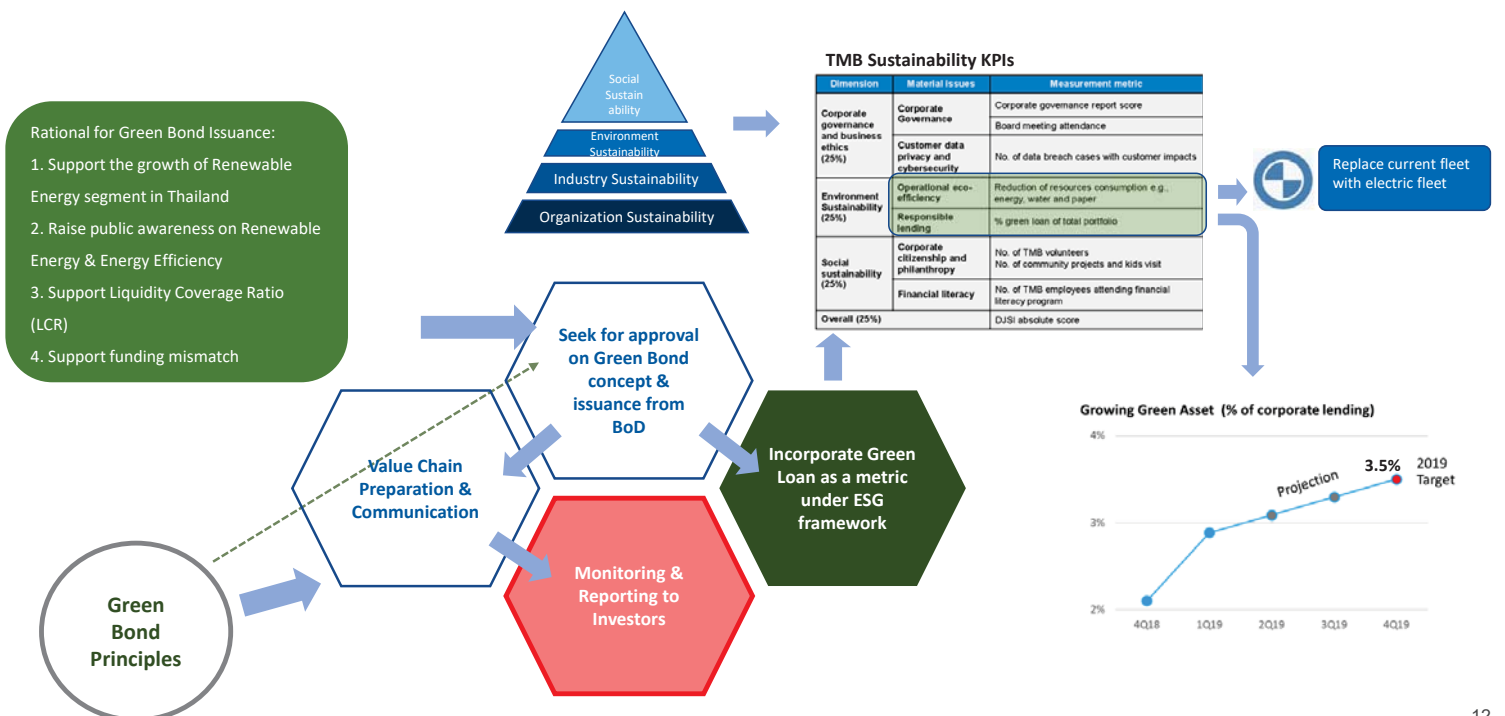 Rational for Green Bond Issuance:
1. Support the growth of Renewable
Energy segment in Thailand
2. Raise public awareness on Renewable
Energy & Energy Efficiency
3. Support Liquidity Coverage Ratio
(LCR)
4. Support funding mismatch
Social
Sustain
ability
Environment
Sustainability
Industry Sustainability
Organization Sustainability
TMB Sustainability KPIs
Dimension Material issues Measurement metric
Corporate
governance
and business
ethics
(25%)
Corporate
Governance
Corporate governance report score
Board meeting attendance
Customer data
privacy and
cybersecurity
No. of data breach cases with customer impacts
Environment
Sustainability
(25%)
Operational eco-
efficiency
Reduction of resources consumption e.g.,
energy, water and paper
Responsible
lending
% green loan of total portfolio
Social
sustainability
(25%)
Corporate
citizenship and
philanthropy
No. of TMB volunteers
No. of community projects and kids visit
Financial literacy
No. of TMB employees attending financial
literacy program
Overall (25%)
DJSI absolute score
Replace current fleet
with electric fleet
Seek for approval
on Green Bond
concept &
issuance from
BoD
Value Chain
Preparation &
Communication
Incorporate Green
Loan as a metric
under ESG
framework
Monitoring &
Reporting to
Investors
Green
Bond
Principles
Growing Green Asset (% of corporate lending)
4%
3%
2%
Projection
3.5%
2019
Target
4Q18 1Q19 2Q19 3Q19 4Q19
12